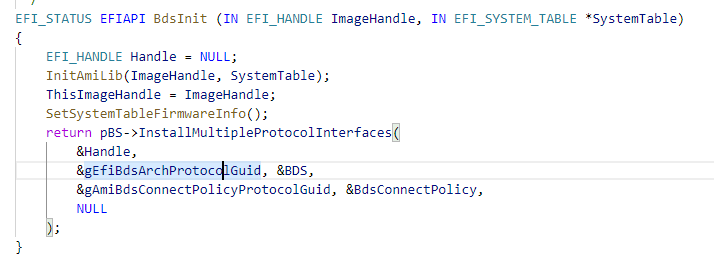 EFI_STATUS EFIAPI BdsInit (IN EFI_HANDLE ImageHandle, IN EFI_SYSTEM_TABLE *SystemTable)
{
    EFI_HANDLE Handle = NULL;
    InitAmiLib(ImageHandle, SystemTable);
    ThisImageHandle = ImageHandle;
    SetSystemTableFirmwareInfo();
    return pBS->InstallMultipleProtocolInterfaces(
        &Handle,
        &gEfiBdsArchProtocolGuid, &BDS,
        &gAmiBdsConnectPolicyProtocolGuid, &BdsConnectPolicy,
        NULL
    );
}